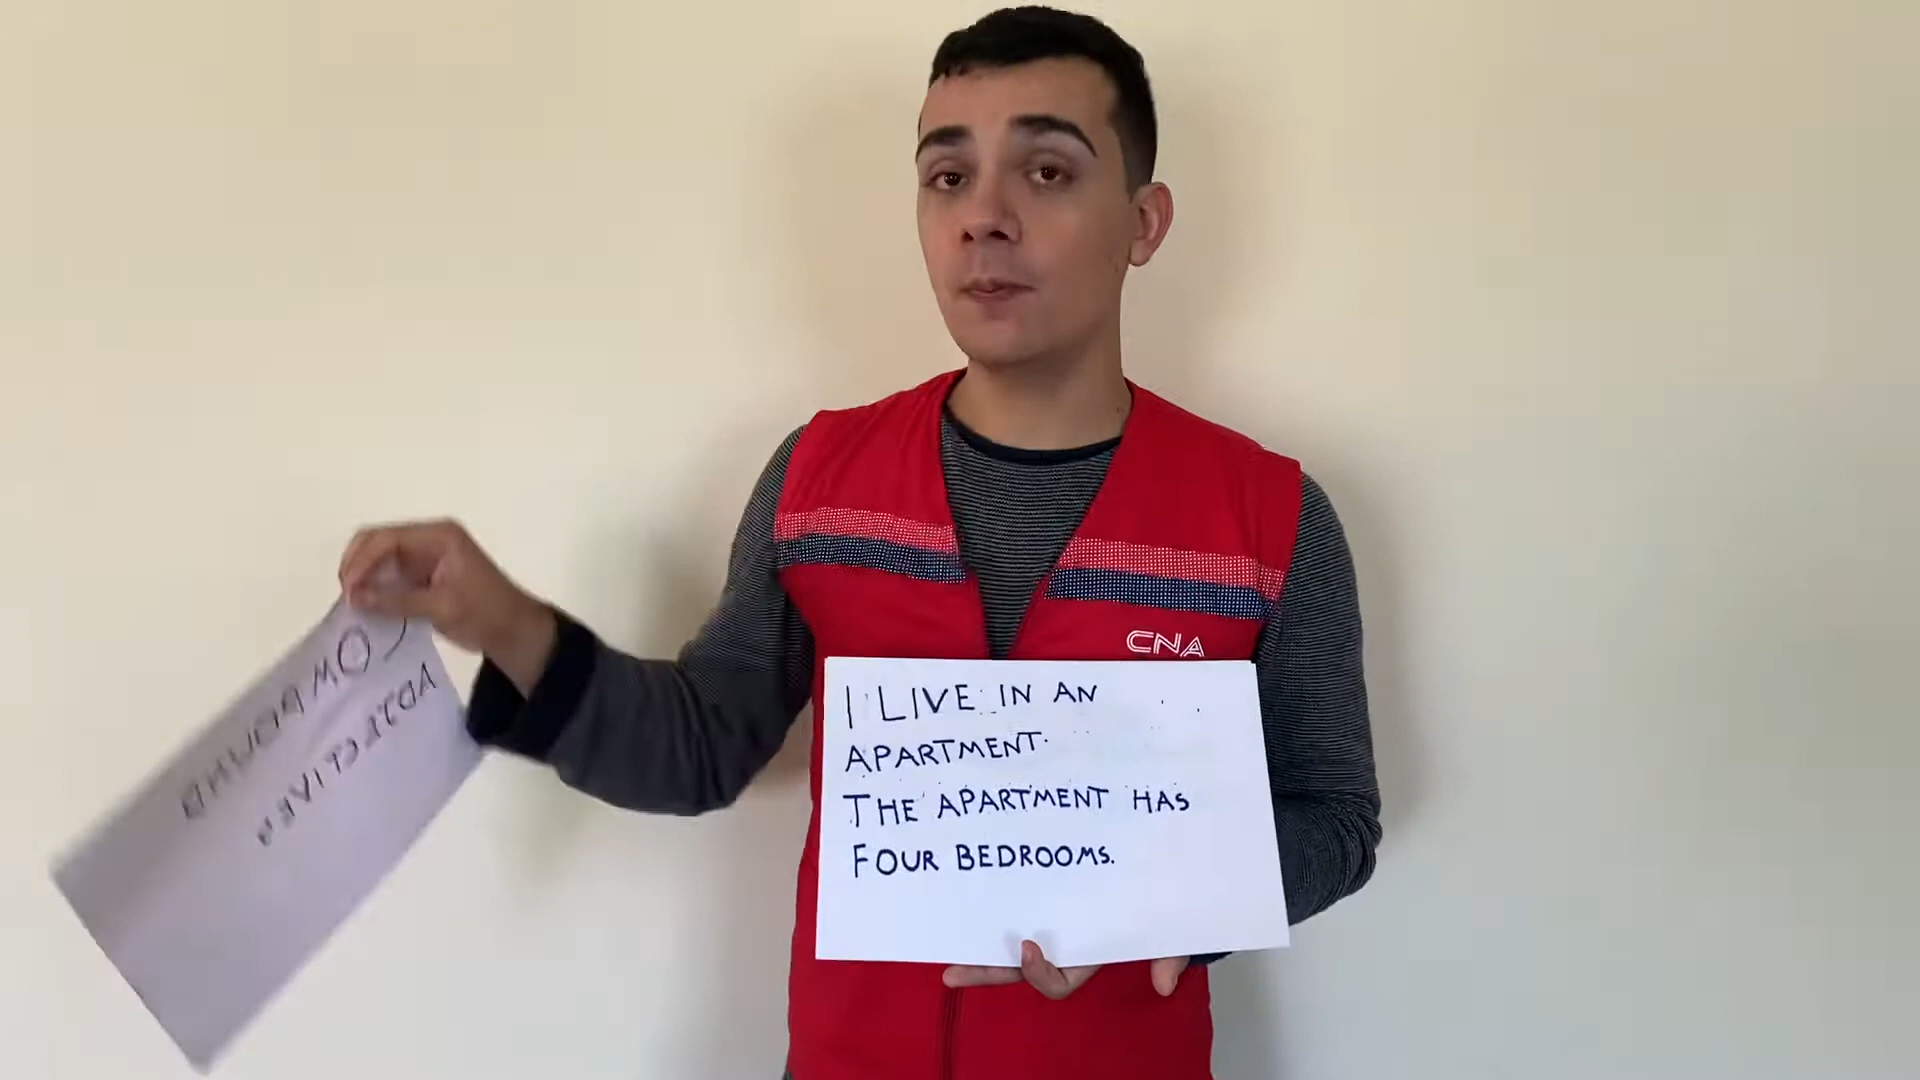 CNA
I LIVE IN AN
APARTMENT.
THE APARTMENT HAS
FOUR BEDROOMS.